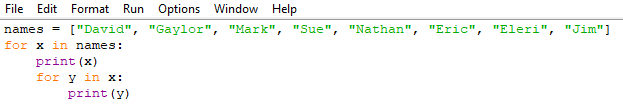 File Edit Format Run Options Window Help
names = ["David", "Gaylor", "Mark", "Sue", "Nathan", "Eric", "Eleri", "Jim"]
for x in names:
    print(x)
    for y in x:
        print(y)